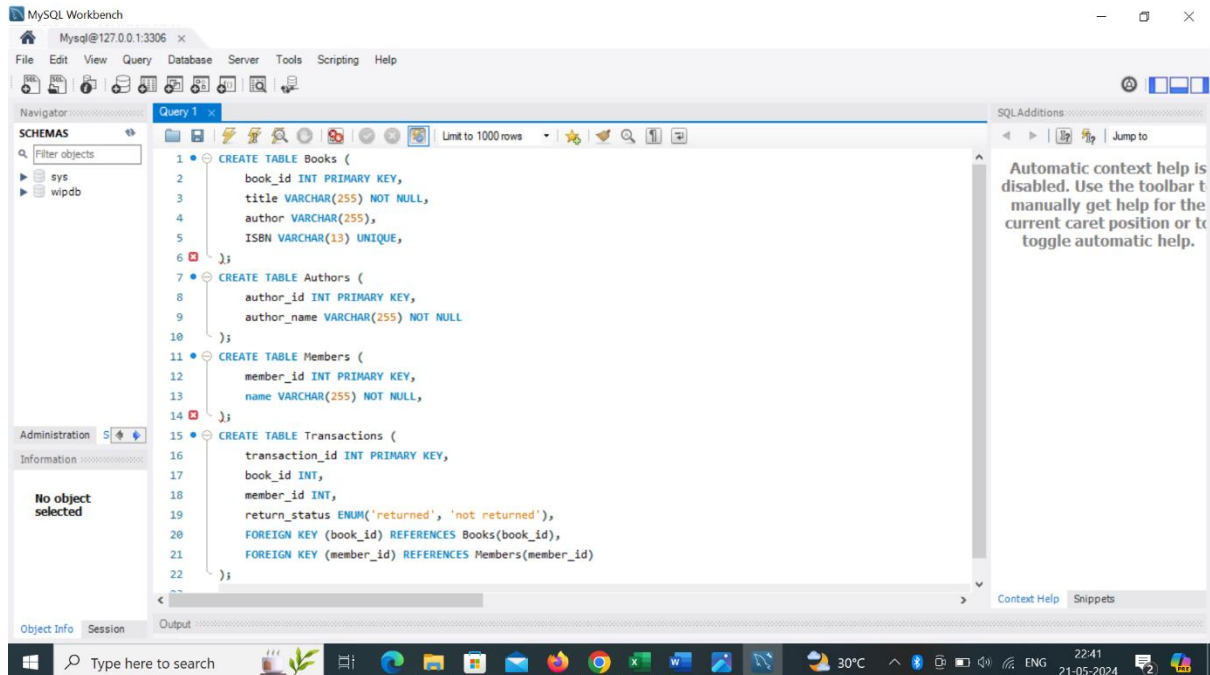 MySQL Workbench
Mysql@127.0.0.1:3306
File Edit View Query Database Server Tools Scripting Help
Navigator
SCHEMAS
Filter objects
sys
wipdb
Administration S
Information
No object
selected
Object Info Session
Query 1
Limit to 1000 rows
1 CREATE TABLE Books (
2 book_id INT PRIMARY KEY,
3 title VARCHAR(255) NOT NULL,
4 author VARCHAR(255),
5 ISBN VARCHAR(13) UNIQUE,
6 );
7 CREATE TABLE Authors (
8 author_id INT PRIMARY KEY,
9 author_name VARCHAR(255) NOT NULL
10 );
11 CREATE TABLE Members (
12 member_id INT PRIMARY KEY,
13 name VARCHAR(255) NOT NULL,
14 );
15 CREATE TABLE Transactions (
16 transaction_id INT PRIMARY KEY,
17 book_id INT,
18 member_id INT,
19 return_status ENUM('returned', 'not returned'),
20 FOREIGN KEY (book_id) REFERENCES Books(book_id),
21 FOREIGN KEY (member_id) REFERENCES Members(member_id)
22 );
Output
SQLAdditions
Jump to
Automatic context help is
disabled. Use the toolbar t
manually get help for the
current caret position or to
toggle automatic help.
Context Help Snippets
Type here to search
30°C
ENG
22:41
21-05-2024
2
PRE